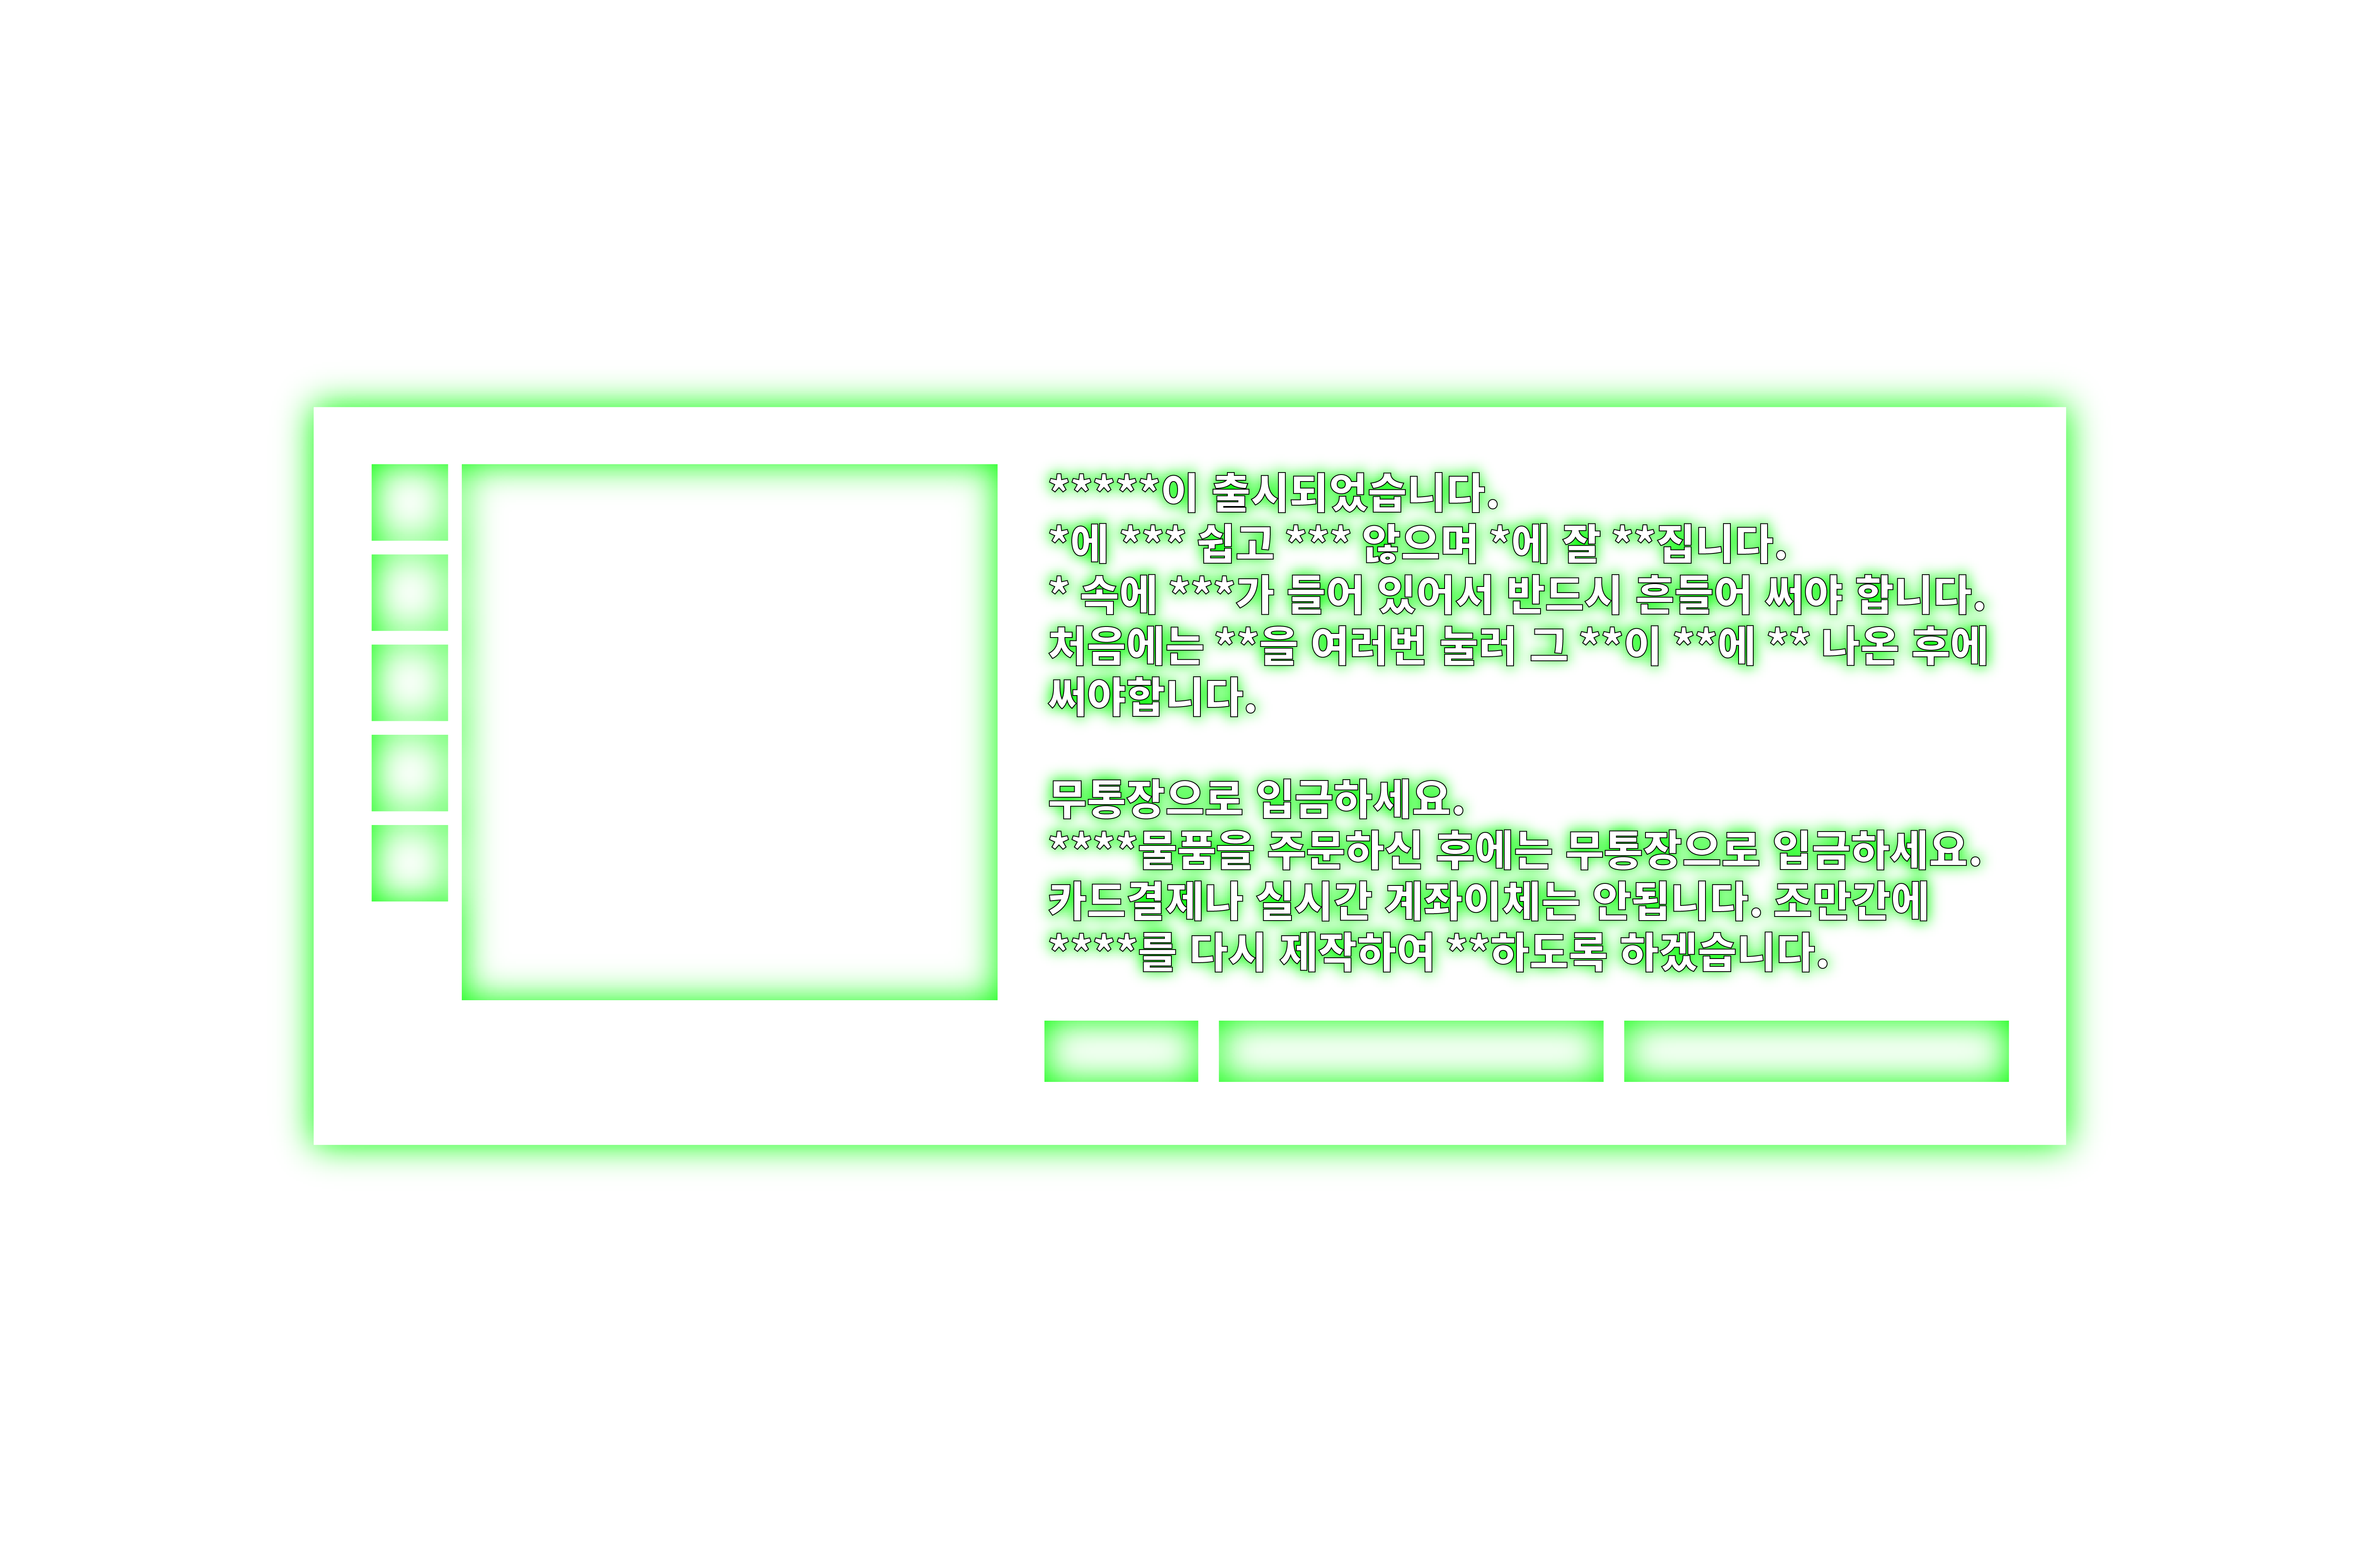 *****이 출시되었습니다.
*에 *** 쉽고 *** 않으며 *에 잘 **집니다.
* 속에 ***가 들어 있어서 반드시 흔들어 써야 합니다.
처음에는 **을 여러번 눌러 그 **이 **에 ** 나온 후에
써야합니다.
무통장으로 입금하세요.
****물품을 주문하신 후에는 무통장으로 입금하세요.
카드결제나 실시간 계좌이체는 안됩니다. 조만간에
****를 다시 제작하여 **하도록 하겠습니다.